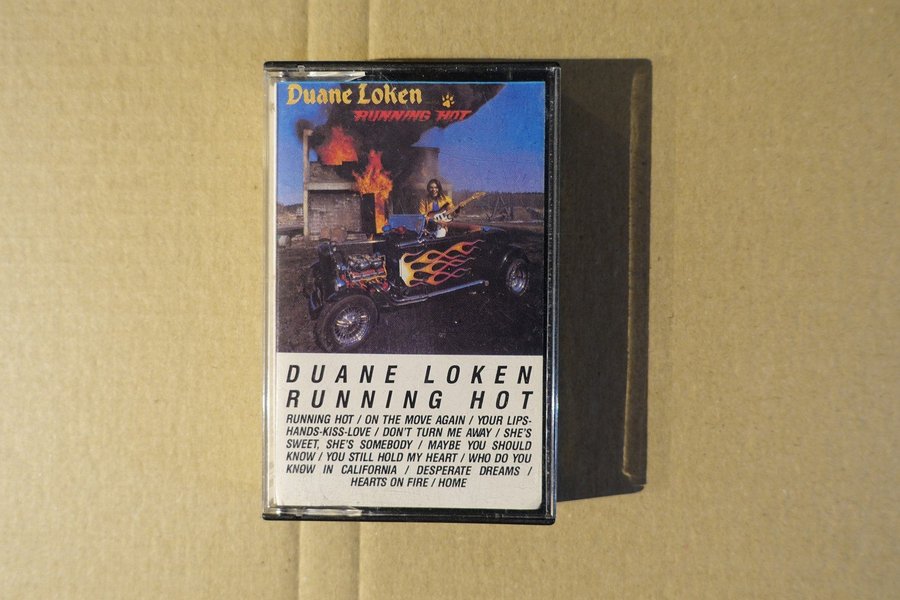 Duane Loken
RUNNING HOT
DUANE LOKEN
RUNNING HOT
RUNNING HOT / ON THE MOVE AGAIN / YOUR LIPS-
HANDS-KISS-LOVE / DON'T TURN ME AWAY / SHE'S
SWEET, SHE'S SOMEBODY / MAYBE YOU SHOULD
KNOW / YOU STILL HOLD MY HEART / WHO DO YOU
KNOW IN CALIFORNIA / DESPERATE DREAMS /
HEARTS ON FIRE / HOME